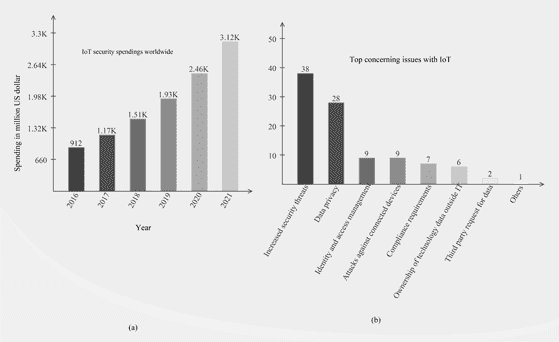 IoT security spendings worldwide
Spending in million US dollar
3.3K
2.64K
1.98K
1.32K
660
912
1.17K
1.51K
1.93K
2.46K
3.12K
2016
2017
2018
2019
2020
2021
Year
(a)
Top concerning issues with IoT
50
40
30
20
10
38
28
9
9
7
6
2
1
Increased security threats
Data privacy
Identity and access management
Attacks against connected devices
Compliance requirements
Ownership of technology data outside IT
Third party request for data
Ohers
(b)